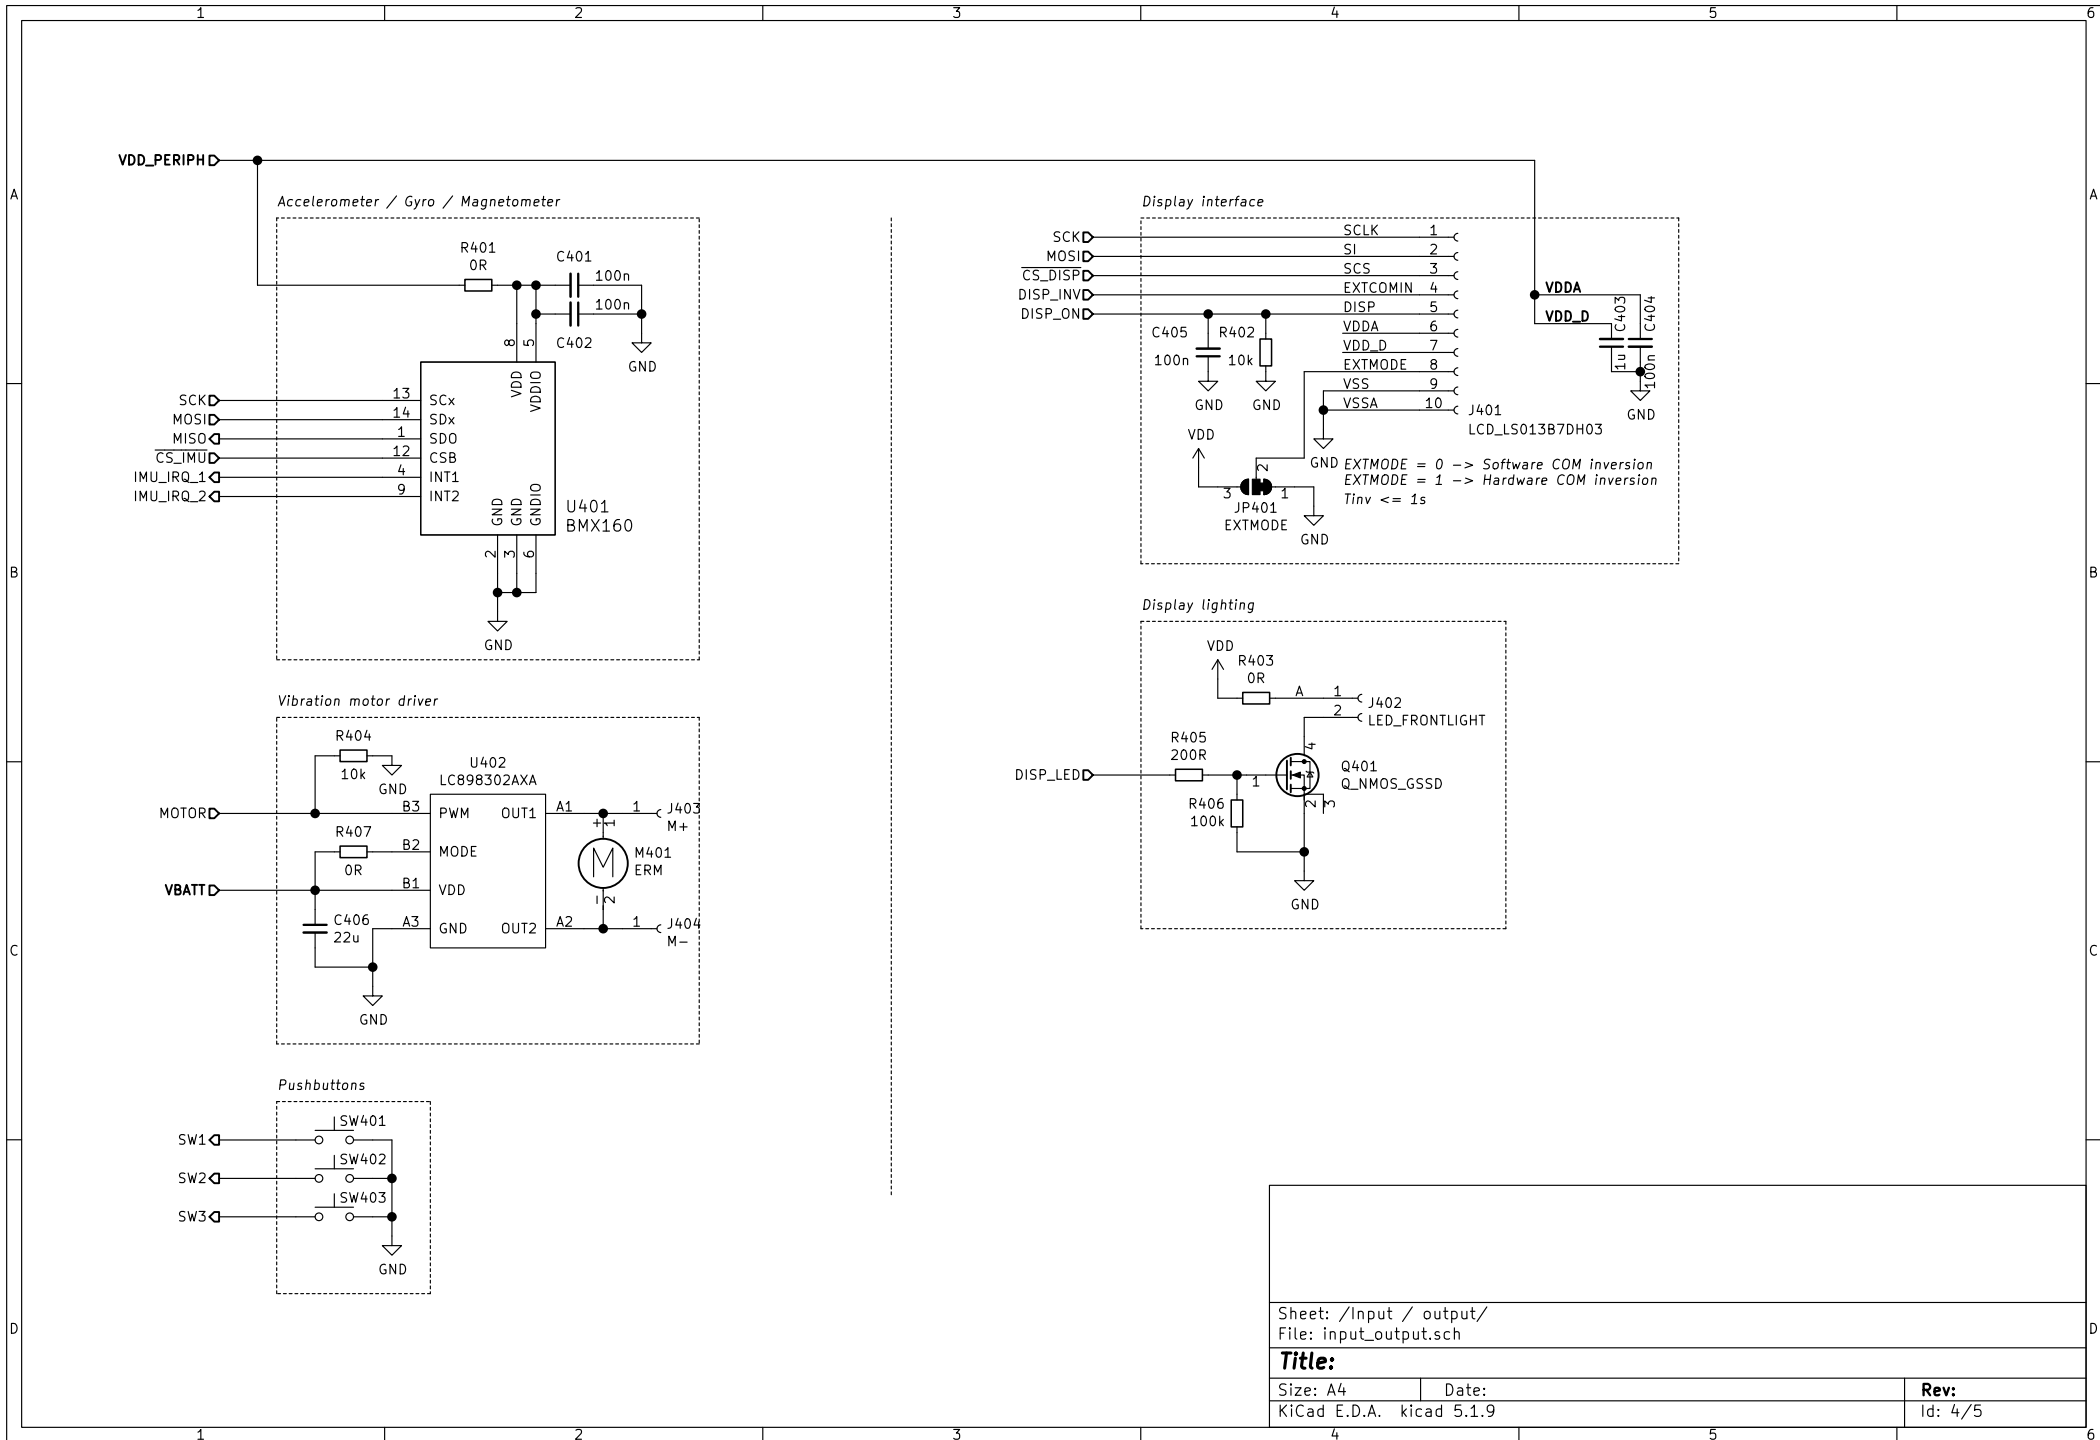 1 2 3 4 5 6
A
A
B
B
C
C
D
D
VDD_PERIPH
Accelerometer / Gyro / Magnetometer
R401
0R
C401
100n
100n
C402
GND
8
5
VDD
VDDIO
SCK 13 SCx
MOSI 14 SDx
MISO 1 SDO
CS_IMU 12 CSB
IMU_IRQ_1 4 INT1
IMU_IRQ_2 9 INT2
GND
GND
GNDIO
U401
BMX160
2
3
6
GND
Vibration motor driver
R404
10k
GND
U402
LC898302AXA
MOTOR B3 PWM OUT1 A1 1 J403
M+
R407
0R
B2 MODE
+
1
M
M401
ERM
VBATT B1 VDD
-
2
C406
22u
A3 GND OUT2 A2 1 J404
M-
GND
Pushbuttons
SW401
SW1
SW402
SW2
SW403
SW3
GND
Display interface
SCK SCLK 1
MOSI SI 2
CS_DISP SCS 3
DISP_INV EXTCOMIN 4
DISP_ON DISP 5
C405
100n
GND
R402
10k
GND
VDDA 6
VDD_D 7
EXTMODE 8
VSS 9
VSSA 10
J401
LCD_LS013B7DH03
VDDA
VDD_D
C403
1u
C404
100n
GND
VDD
GND
2
3
1
JP401
EXTMODE
GND
EXTMODE = 0 -> Software COM inversion
EXTMODE = 1 -> Hardware COM inversion
Tinv <= 1s
Display lighting
VDD
R403
0R
A 1
J402
2
LED_FRONTLIGHT
R405
200R
4
Q401
Q_NMOS_GSSD
DISP_LED
1
R406
100k
2
3
GND
Sheet: /Input / output/
File: input_output.sch
Title:
Size: A4 Date: Rev:
KiCad E.D.A. kicad 5.1.9 Id: 4/5
1 2 3 4 5 6